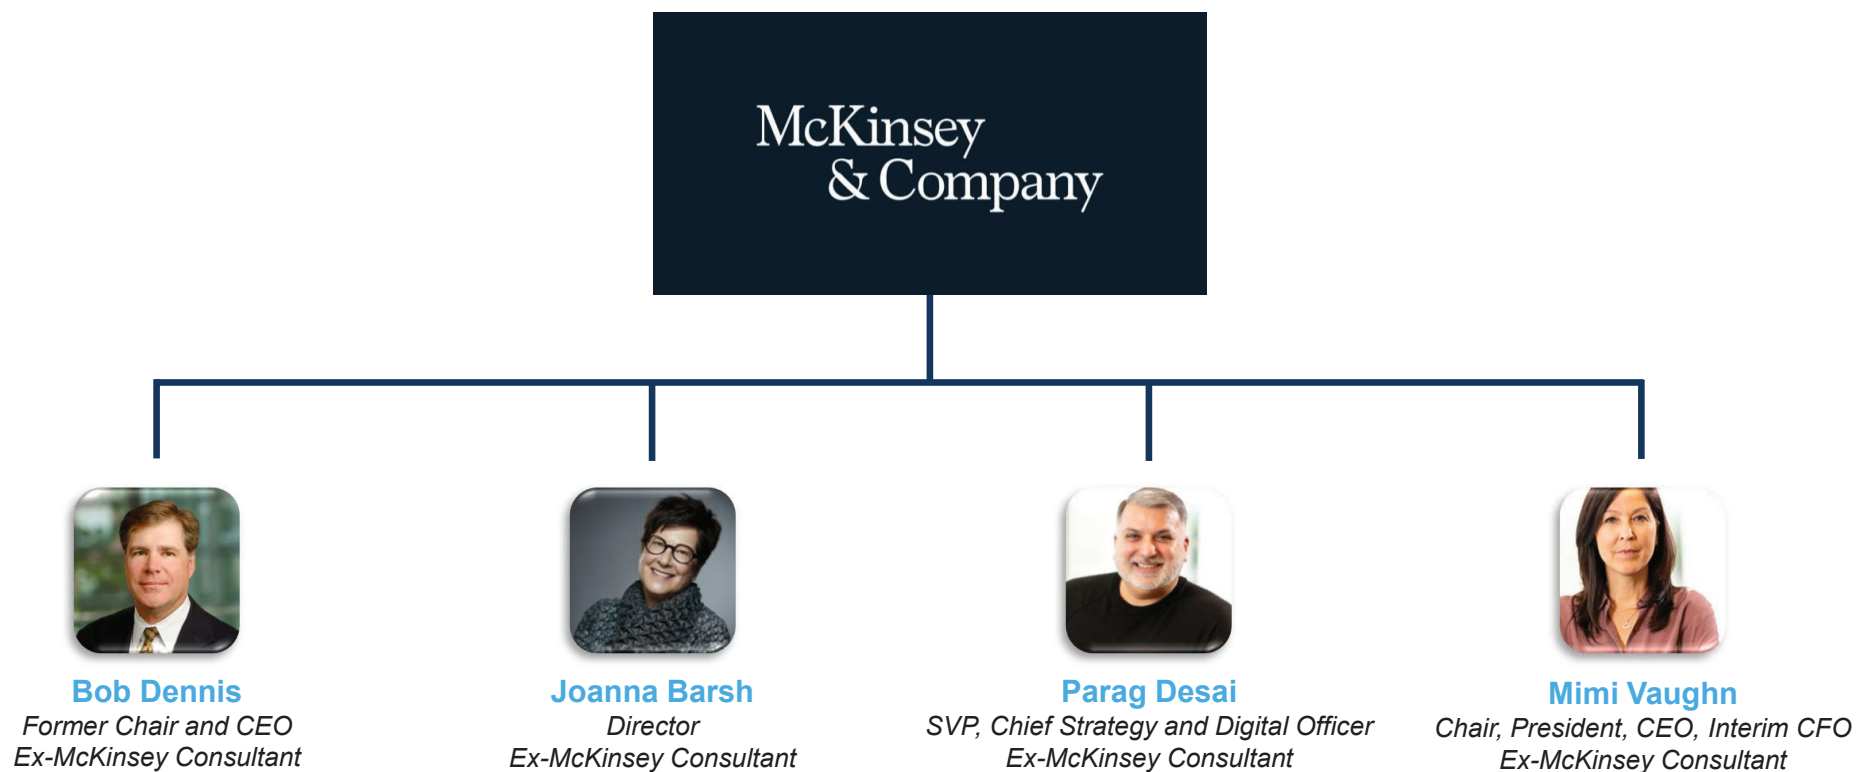 McKinsey
& Company
Bob Dennis
Former Chair and CEO
Ex-McKinsey Consultant
Joanna Barsh
Director
Ex-McKinsey Consultant
Parag Desai
SVP, Chief Strategy and Digital Officer
Ex-McKinsey Consultant
Mimi Vaughn
Chair, President, CEO, Interim CFO
Ex-McKinsey Consultant